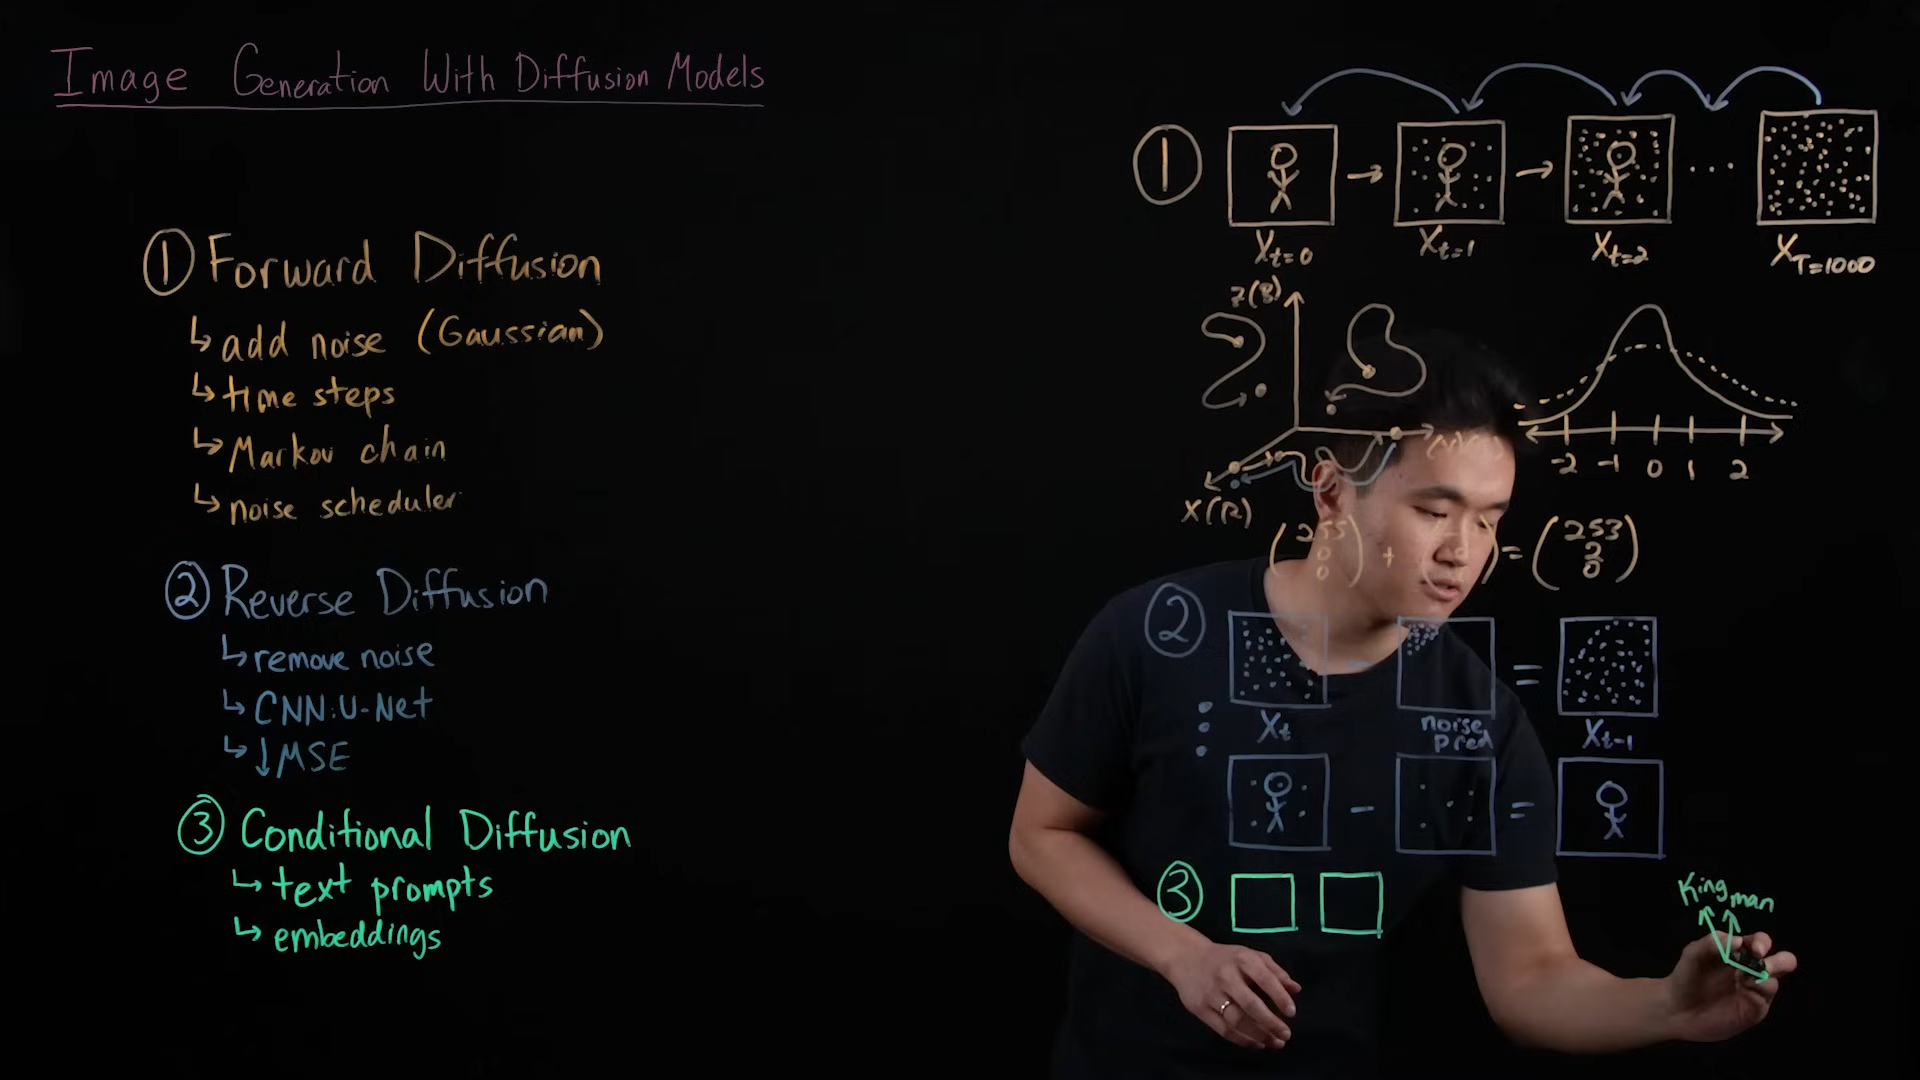 Image Generation With Diffusion Models
① Forward Diffusion
↳ add noise (Gaussian)
↳ time steps
↳ Markov chain
↳ noise scheduler
② Reverse Diffusion
↳ remove noise
↳ CNN: U-Net
↳ ↓MSE
③ Conditional Diffusion
↳ text prompts
↳ embeddings
① → → ...
Xt=0 Xt=1 Xt=2 XT=1000
X(R)
-2 -1 0 1 2
(255 0 0) + ) = (253 2 0)
② - =
Xt noise pred Xt-1
- =
③
King man